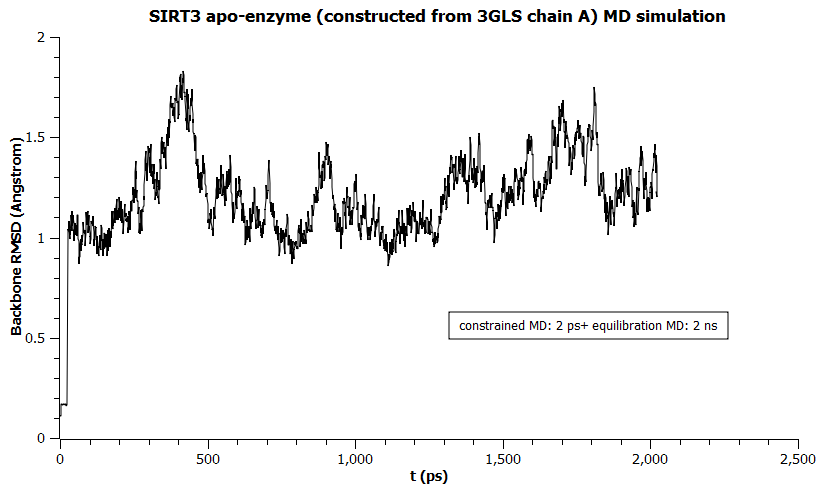 SIRT3 apo-enzyme (constructed from 3GLS chain A) MD simulation
2
1.5
1
0.5
0
Backbone RMSD (Angstrom)
constrained MD: 2 ps+ equilibration MD: 2 ns
0 500 1,000 1,500 2,000 2,500
t (ps)